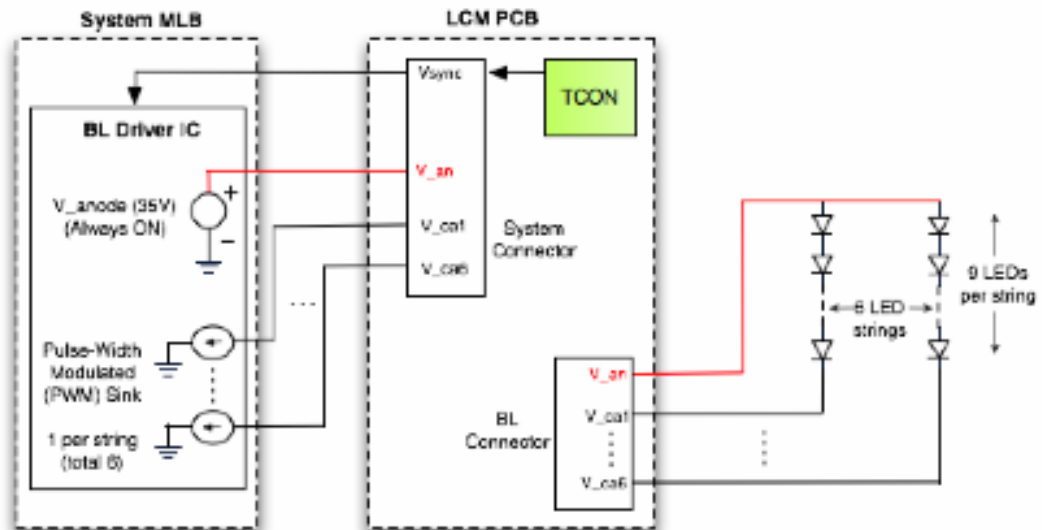 System MLB
LCM PCB
Vsync
TCON
BL Driver IC
V_an
V_anode (35V)
(Always ON)
+
–
V_ca1
System
Connector
V_ca6
...
9 LEDs
per string
6 LED
strings
Pulse-Width
Modulated
(PWM) Sink
V_an
V_ca1
BL
Connector
1 per string
(total 6)
V_ca6